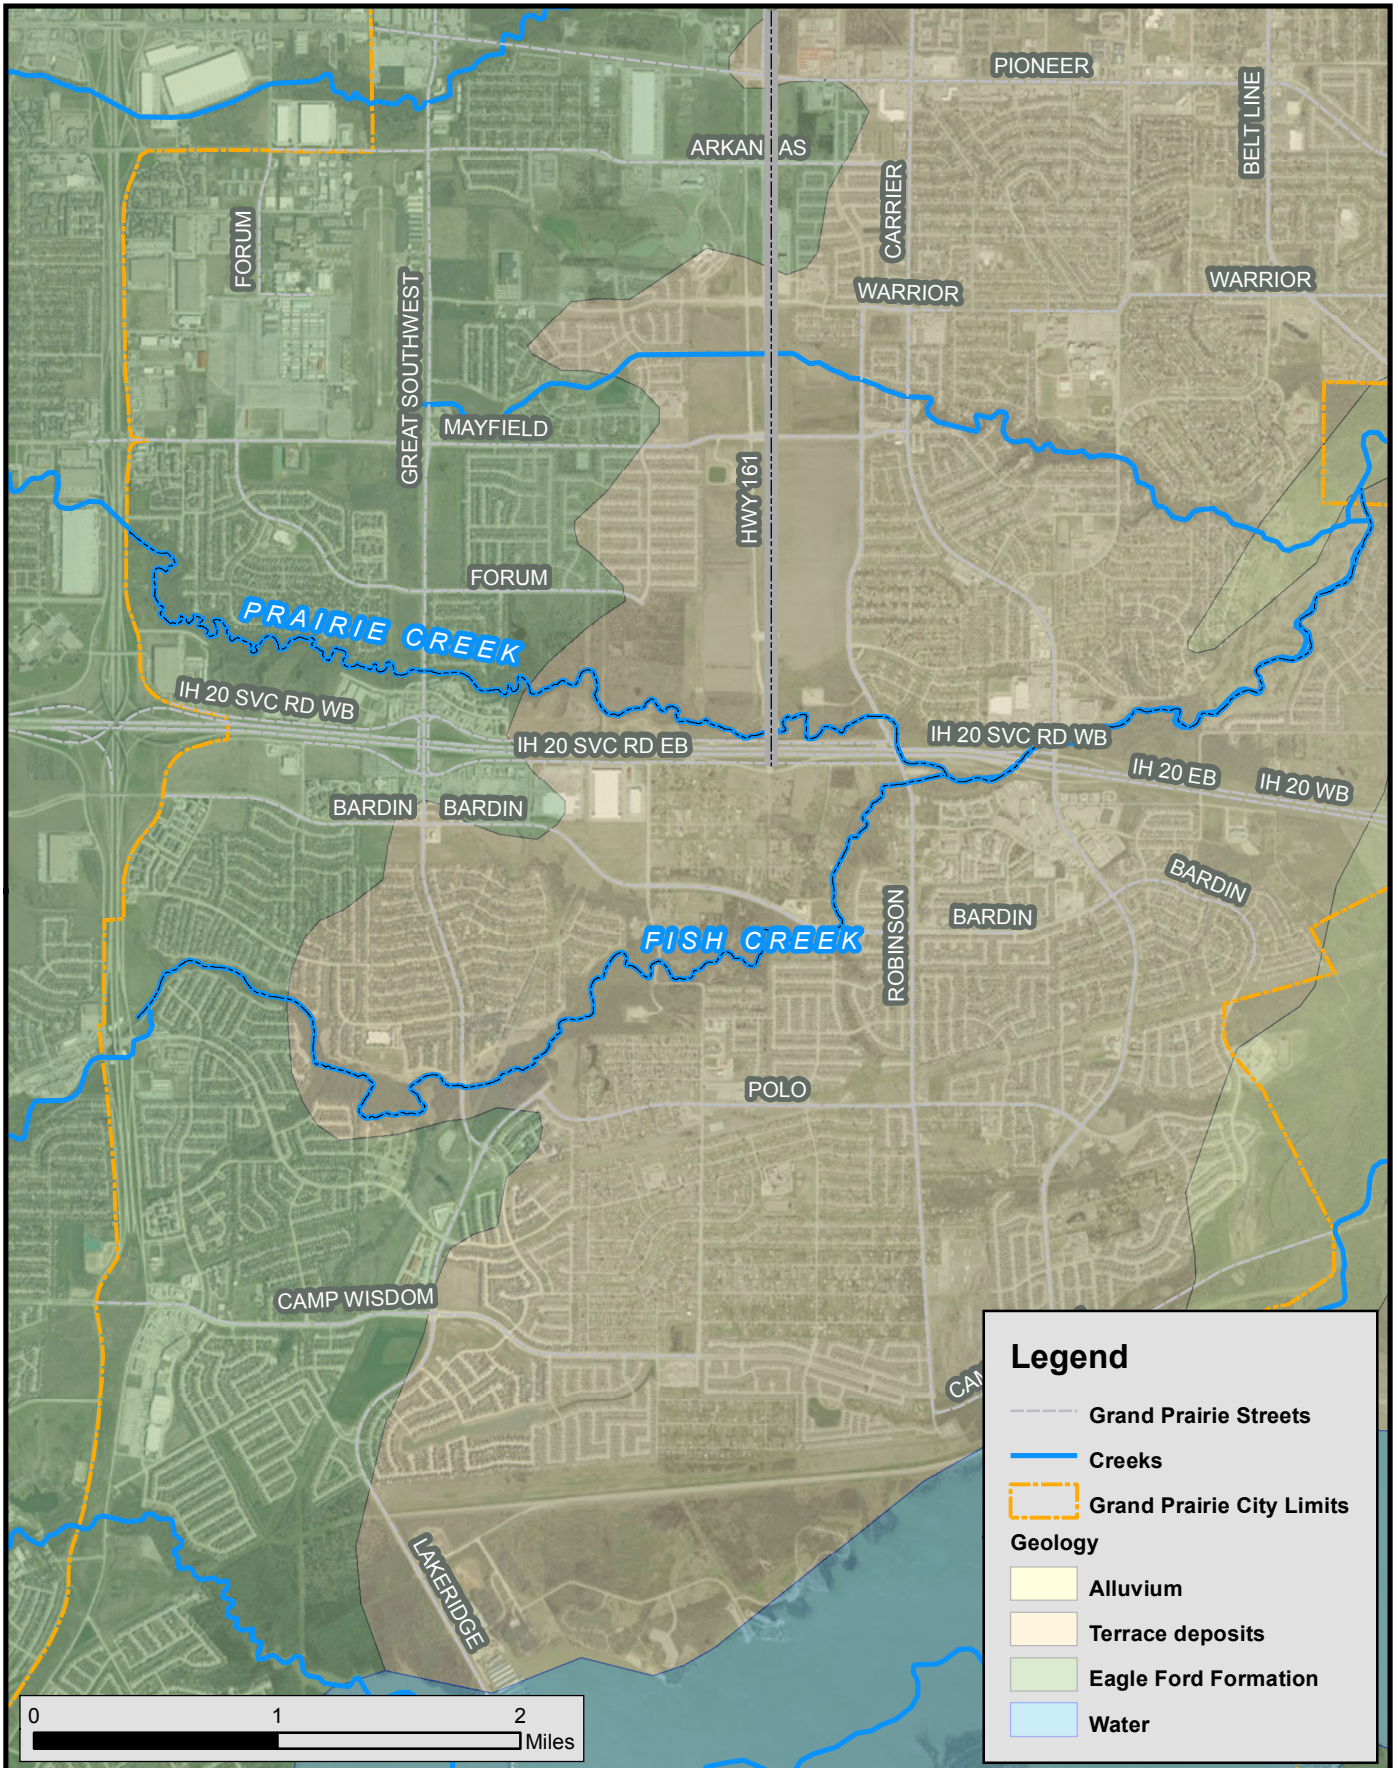 PIONEER
BELT LINE
ARKAN AS
CARRIER
FORUM
WARRIOR
WARRIOR
GREAT SOUTHWEST
MAYFIELD
HWY 161
FORUM
PRAIRIE CREEK
IH 20 SVC RD WB
IH 20 SVC RD EB
IH 20 SVC RD WB
IH 20 EB
IH 20 WB
BARDIN
BARDIN
BARDIN
BARDIN
FISH CREEK
ROBINSON
POLO
CAMP WISDOM
CAM
LAKERIDGE
Legend
Grand Prairie Streets
Creeks
Grand Prairie City Limits
Geology
Alluvium
Terrace deposits
Eagle Ford Formation
Water
0 1 2
Miles